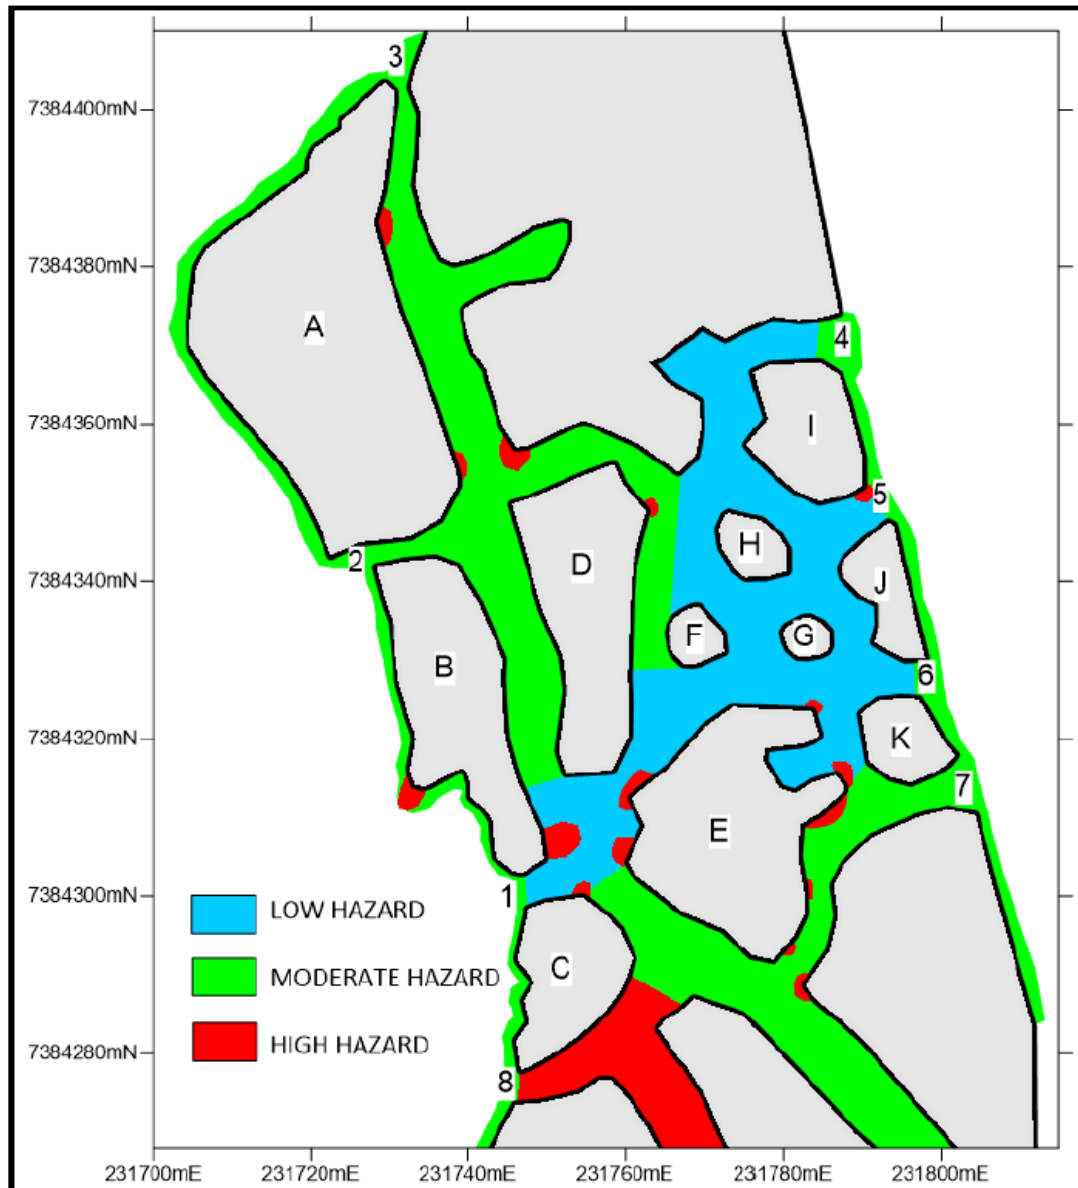 3
7384400mN
7384380mN
A
4
7384360mN
I
5
H
2
D
J
7384340mN
F
G
B
6
K
7384320mN
7
E
1
7384300mN
LOW HAZARD
C
MODERATE HAZARD
HIGH HAZARD
7384280mN
8
231700mE 231720mE 231740mE 231760mE 231780mE 231800mE